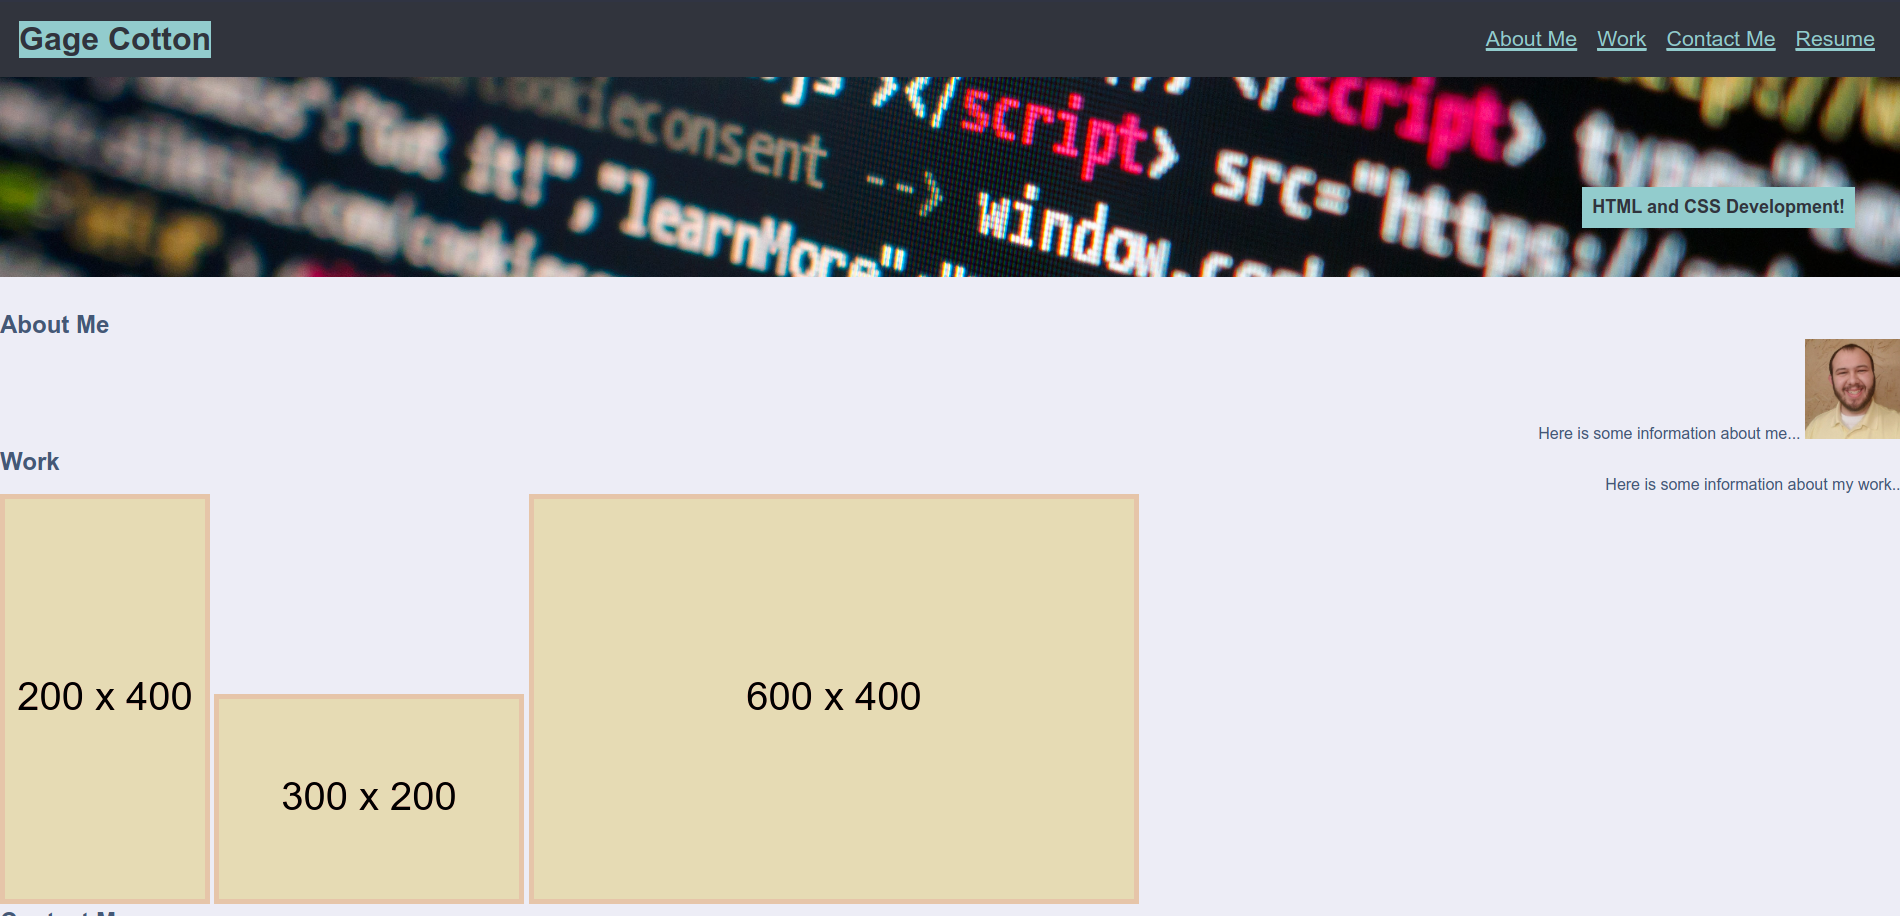 Gage Cotton
About Me Work Contact Me Resume
cookieconsent --> window.
></script> src="https://
</script> type=
"learnMore"
HTML and CSS Development!
About Me
Here is some information about me...
Work
Here is some information about my work..
200 x 400
300 x 200
600 x 400